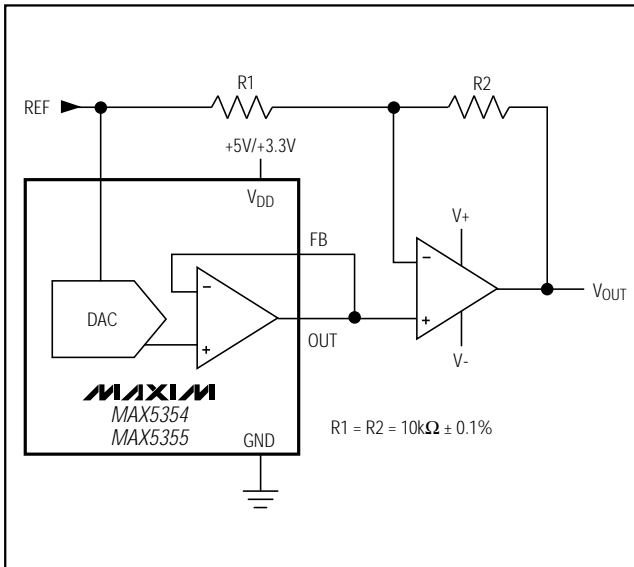 REF
R1
R2
+5V/+3.3V
VDD
FB
V+
−
−
DAC
+
+
VOUT
OUT
V-
MAXIM
MAX5354
MAX5355
GND
R1 = R2 = 10kΩ ± 0.1%